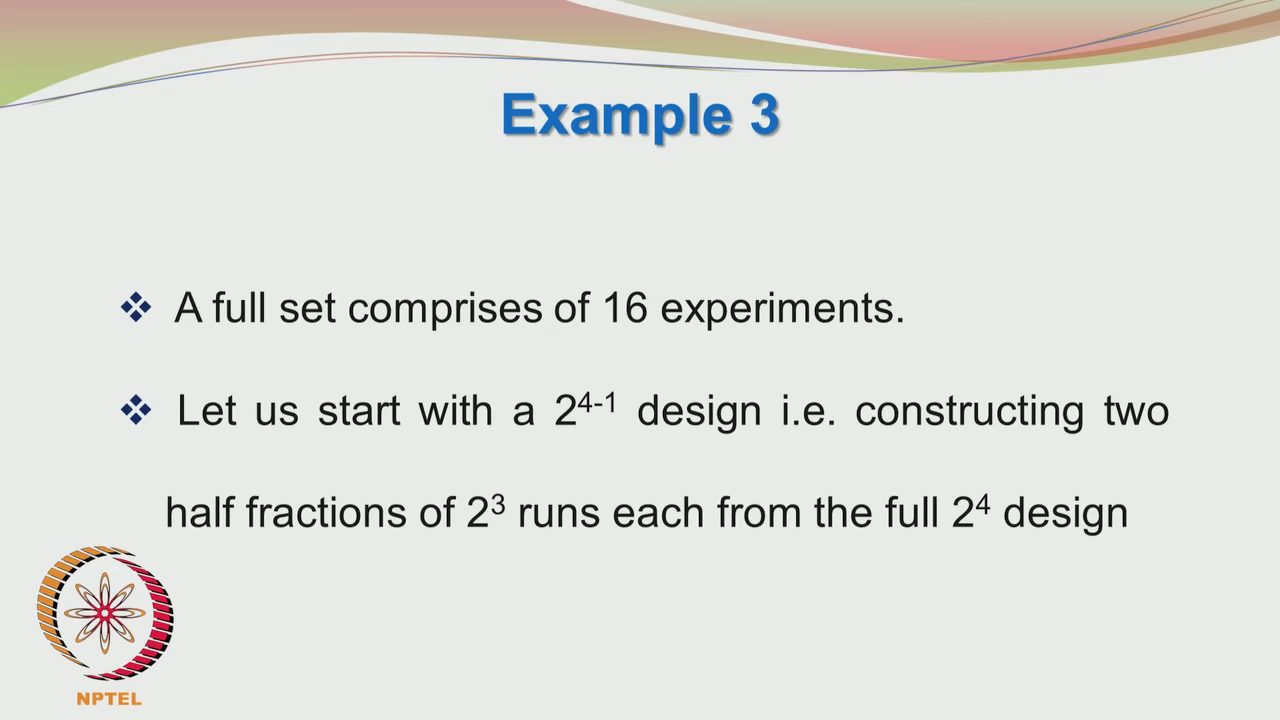 Example 3
❖ A full set comprises of 16 experiments.
❖ Let us start with a 2⁴⁻¹ design i.e. constructing two
half fractions of 2³ runs each from the full 2⁴ design
NPTEL